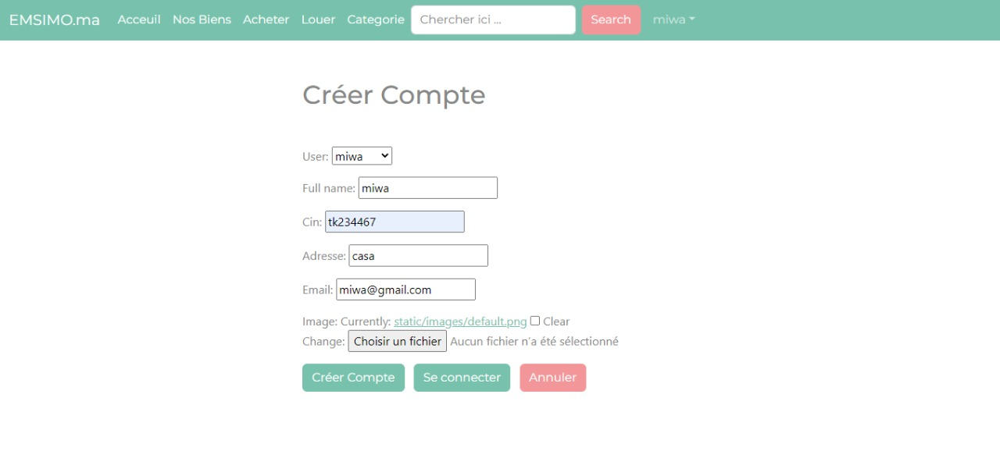 EMSIMO.ma Acceuil Nos Biens Acheter Louer Categorie Chercher ici ... Search miwa
Créer Compte
User: miwa
Full name: miwa
Cin: tk234467
Adresse: casa
Email: miwa@gmail.com
Image: Currently: static/images/default.png Clear
Change: Choisir un fichier Aucun fichier n'a été sélectionné
Créer Compte Se connecter Annuler